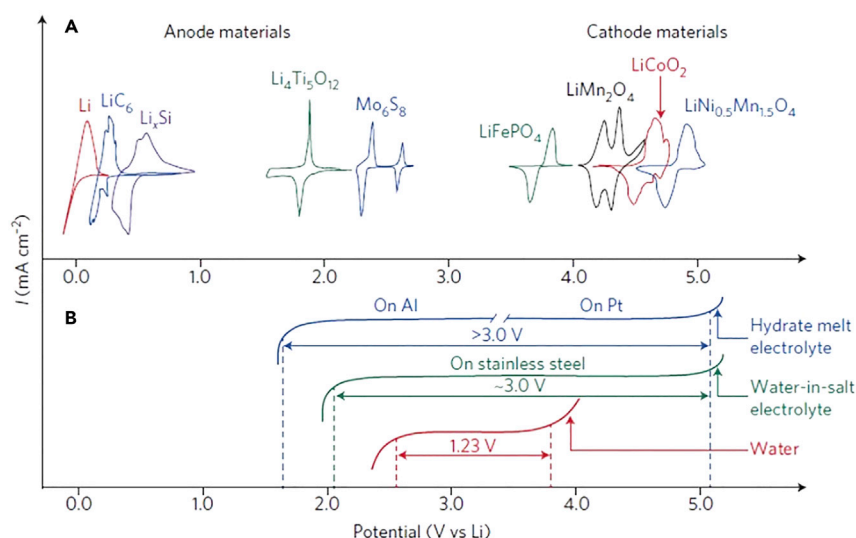 A
Anode materials
Cathode materials
Li
LiC₆
LiₓSi
Li₄Ti₅O₁₂
Mo₆S₈
LiFePO₄
LiMn₂O₄
LiCoO₂
LiNi₀.₅Mn₁.₅O₄
I (mA cm⁻²)
0.0 1.0 2.0 3.0 4.0 5.0
B
On Al
On Pt
>3.0 V
Hydrate melt
electrolyte
On stainless steel
~3.0 V
Water-in-salt
electrolyte
1.23 V
Water
0.0 1.0 2.0 3.0 4.0 5.0
Potential (V vs Li)